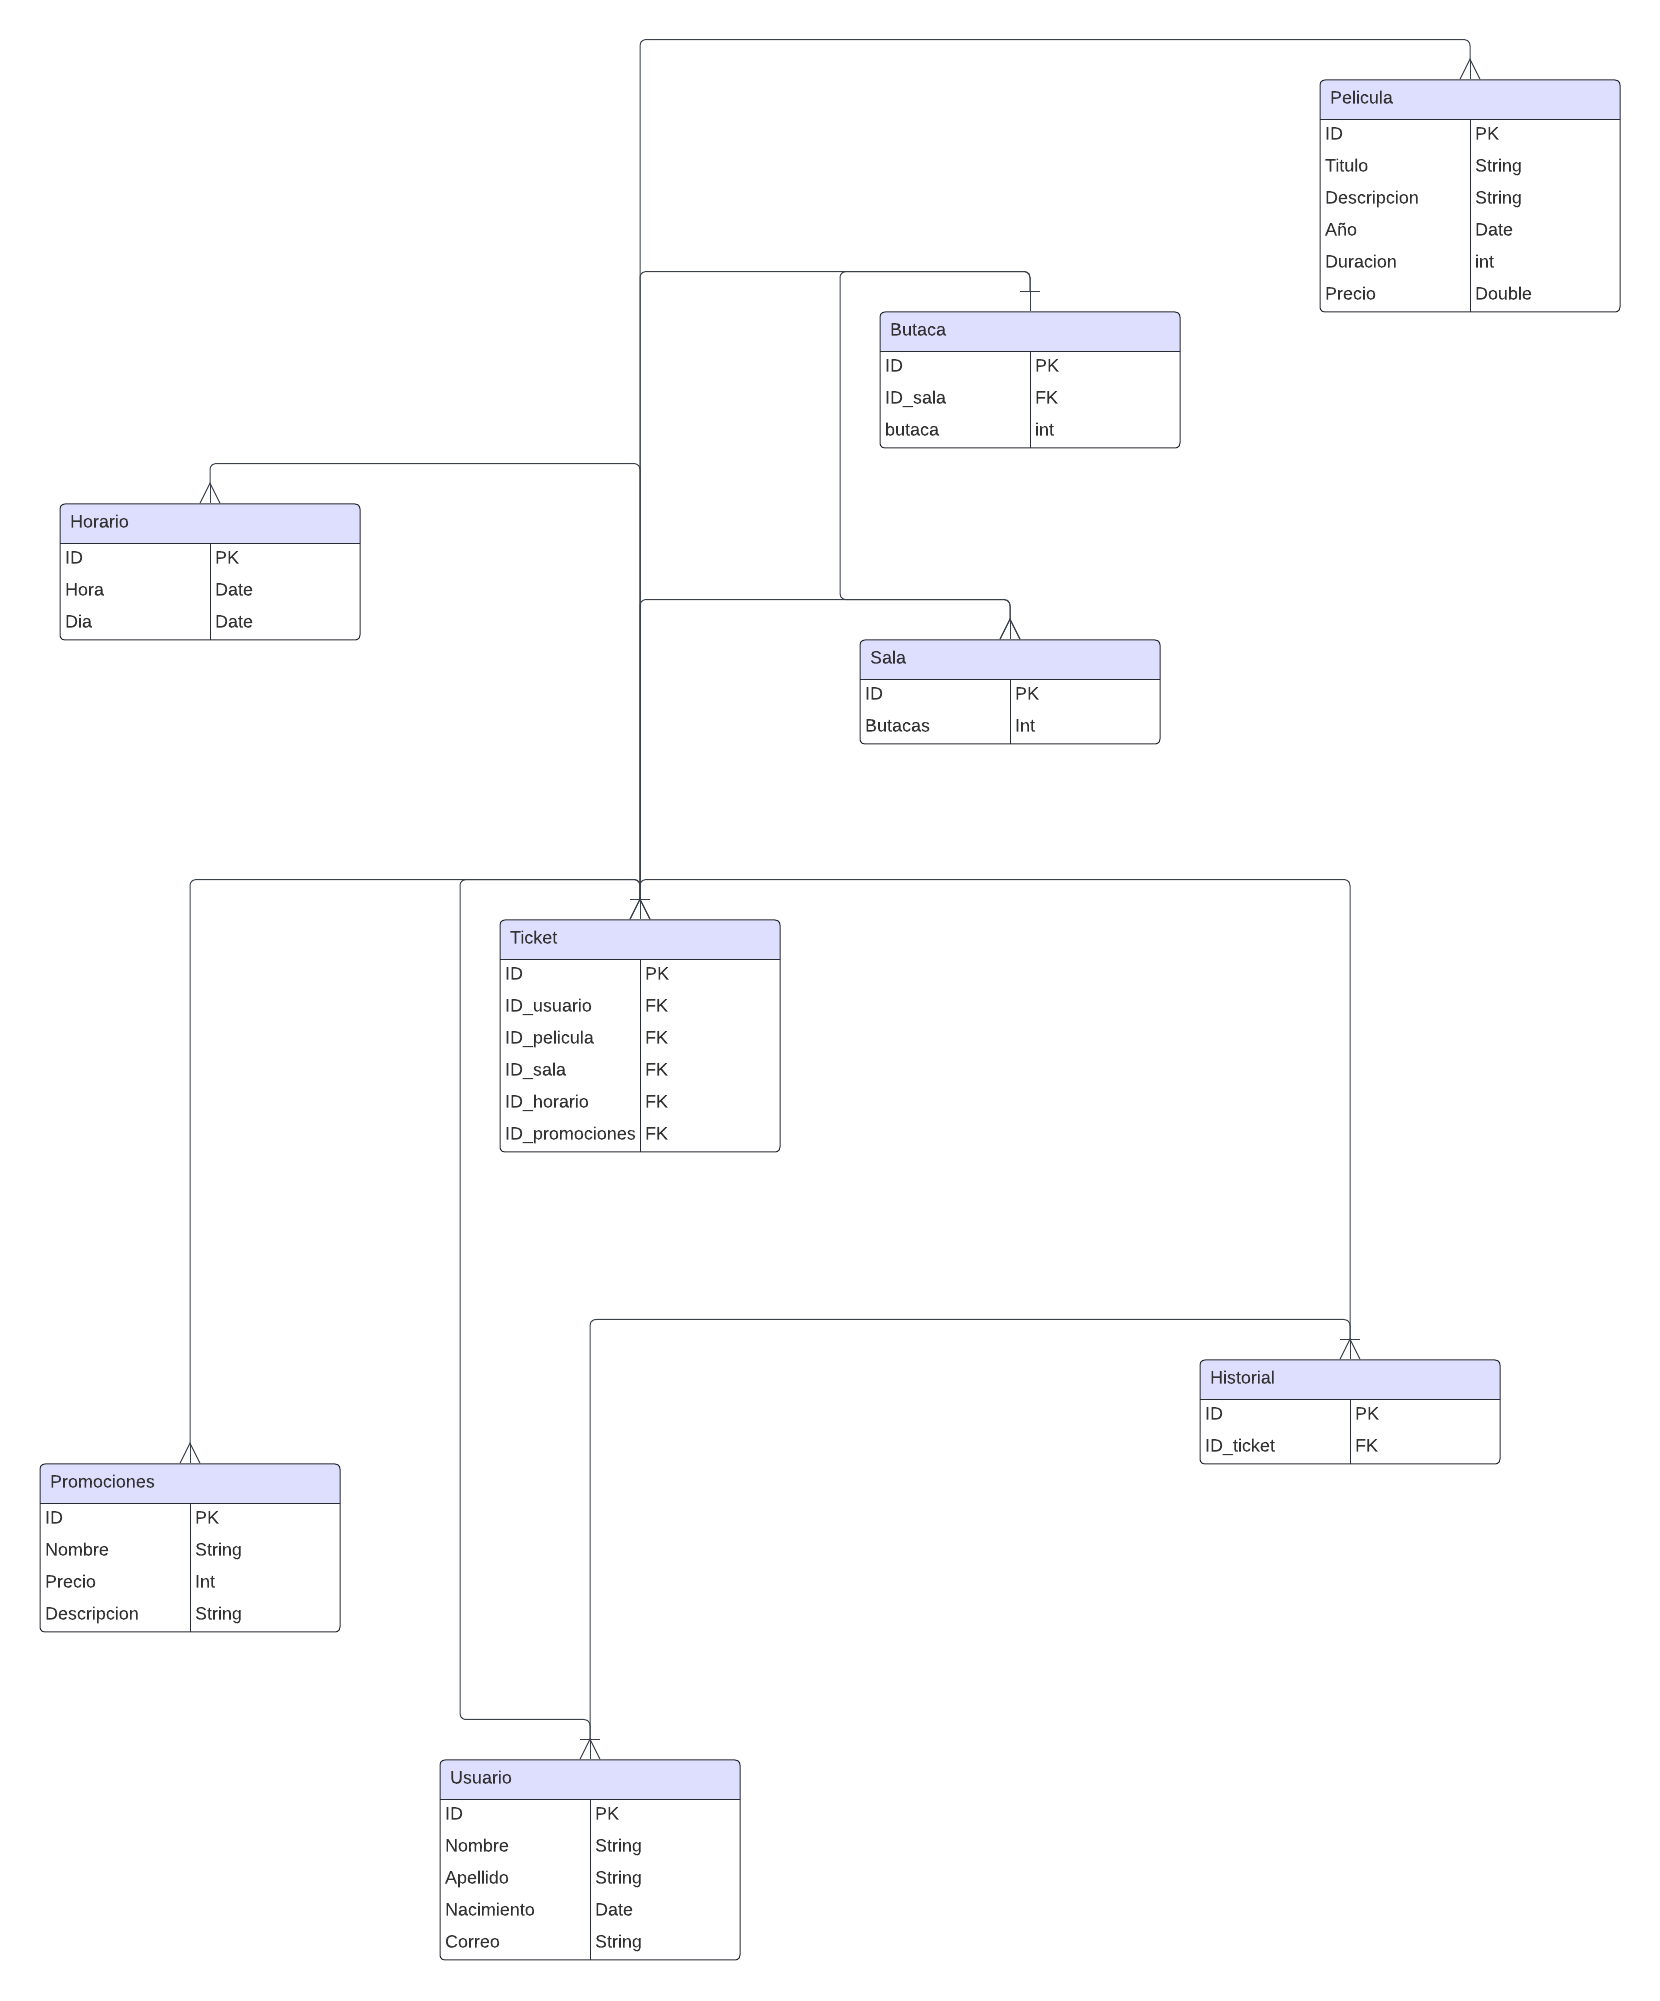 Pelicula
ID PK
Titulo String
Descripcion String
Año Date
Duracion int
Precio Double
Butaca
ID PK
ID_sala FK
butaca int
Horario
ID PK
Hora Date
Dia Date
Sala
ID PK
Butacas Int
Ticket
ID PK
ID_usuario FK
ID_pelicula FK
ID_sala FK
ID_horario FK
ID_promociones FK
Historial
ID PK
ID_ticket FK
Promociones
ID PK
Nombre String
Precio Int
Descripcion String
Usuario
ID PK
Nombre String
Apellido String
Nacimiento Date
Correo String